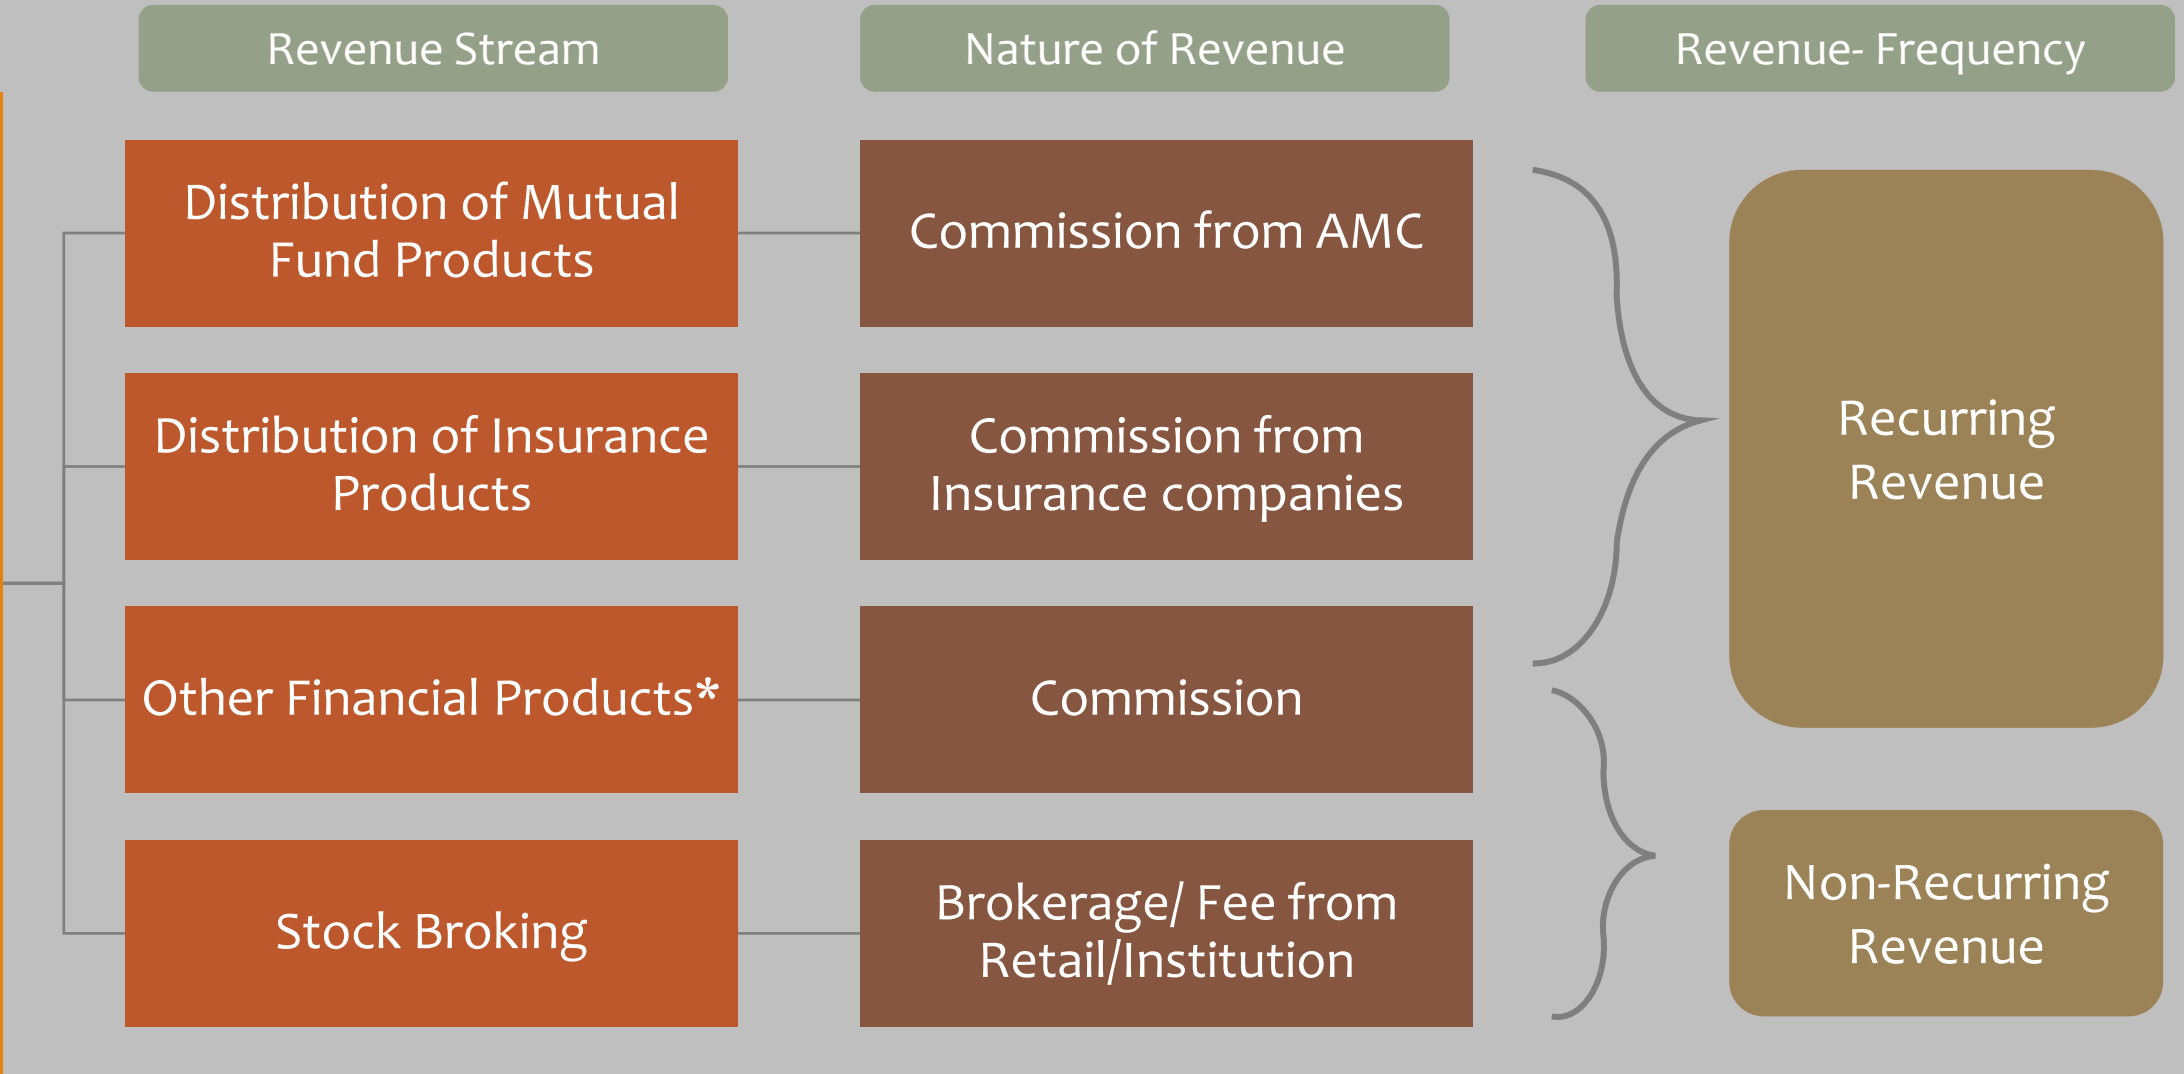 Revenue Stream
Nature of Revenue
Revenue- Frequency
Distribution of Mutual
Fund Products
Commission from AMC
Distribution of Insurance
Products
Commission from
Insurance companies
Recurring
Revenue
Other Financial Products*
Commission
Stock Broking
Brokerage/ Fee from
Retail/Institution
Non-Recurring
Revenue